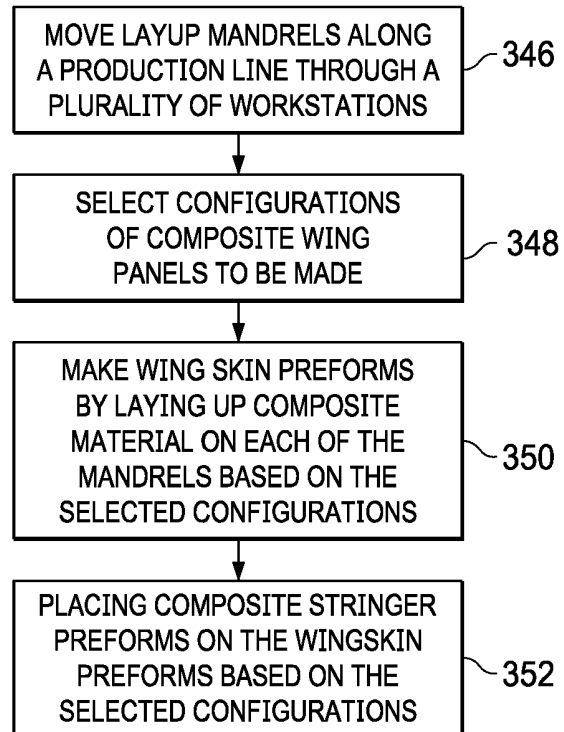 MOVE LAYUP MANDRELS ALONG
A PRODUCTION LINE THROUGH A
PLURALITY OF WORKSTATIONS
346
SELECT CONFIGURATIONS
OF COMPOSITE WING
PANELS TO BE MADE
348
MAKE WING SKIN PREFORMS
BY LAYING UP COMPOSITE
MATERIAL ON EACH OF THE
MANDRELS BASED ON THE
SELECTED CONFIGURATIONS
350
PLACING COMPOSITE STRINGER
PREFORMS ON THE WINGSKIN
PREFORMS BASED ON THE
SELECTED CONFIGURATIONS
352